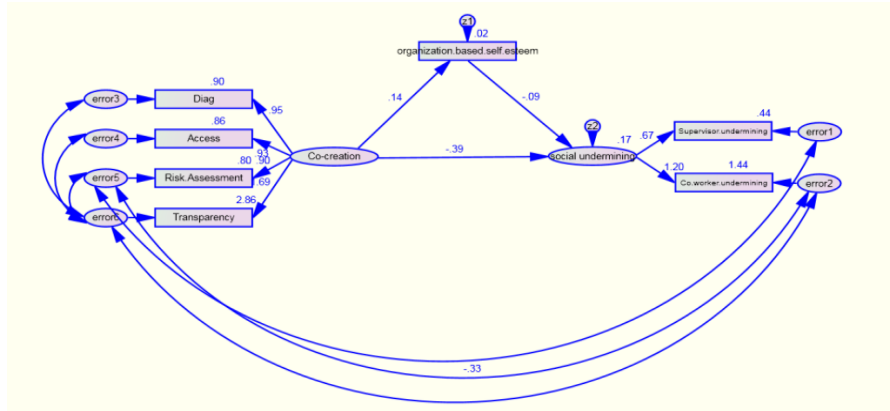 z1
.02
organization.based.self.esteem
.90
error3
Diag
.95
.14
-.09
.86
error4
Access
.93
z2
.17
.67
.44
Supervisor.undermining
error1
.80
.90
error5
Risk.Assessment
Co-creation
-.39
social undermining
1.20
1.44
.69
Co.worker.undermining
error2
2.86
error6
Transparency
-.33